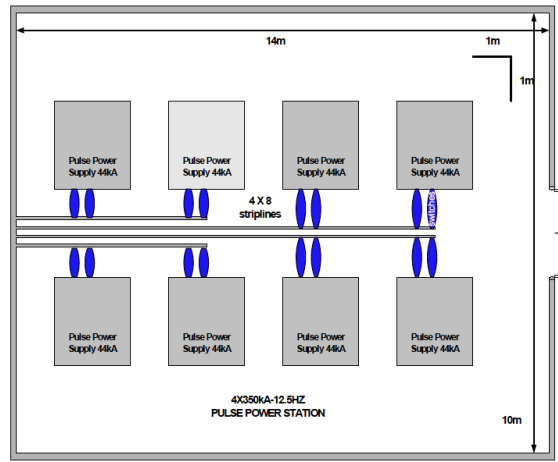 14m
1m
1m
Pulse Power
Supply 44kA
Pulse Power
Supply 44kA
Pulse Power
Supply 44kA
Pulse Power
Supply 44kA
switches
4 X 8
striplines
Pulse Power
Supply 44kA
Pulse Power
Supply 44kA
Pulse Power
Supply 44kA
Pulse Power
Supply 44kA
4X350kA-12.5HZ
PULSE POWER STATION
10m